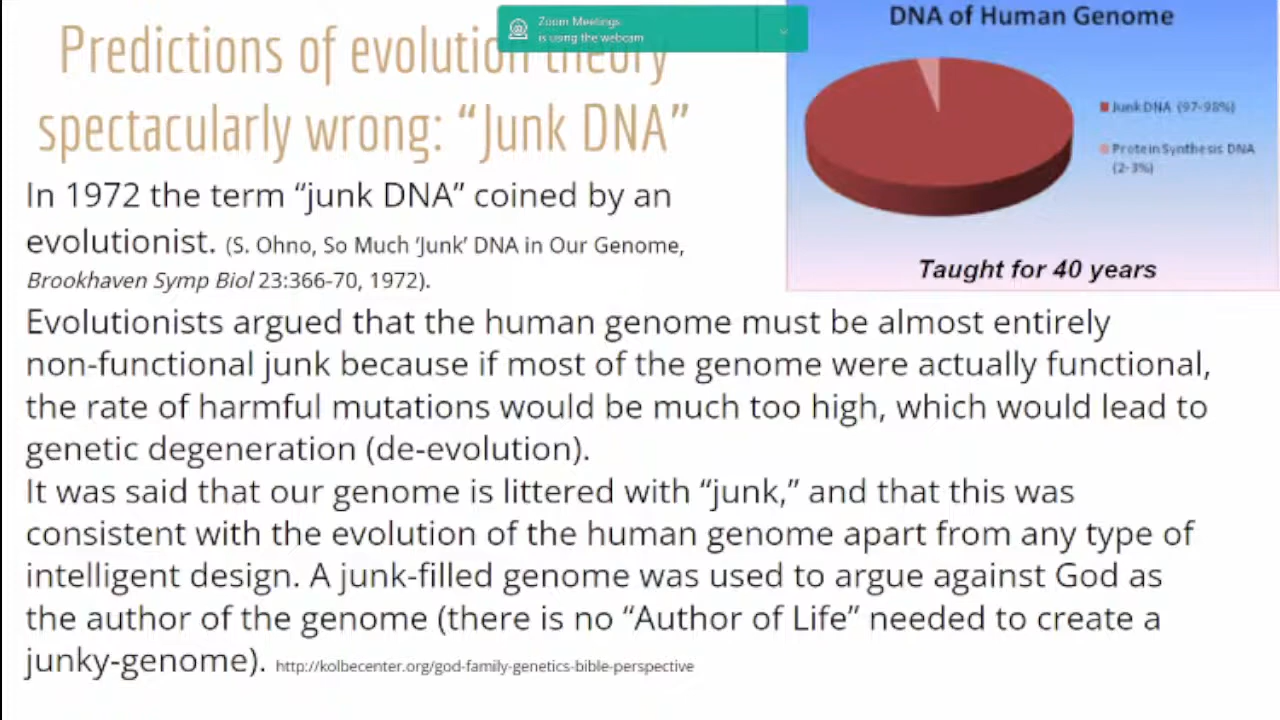 Predictions of evolution theory
spectacularly wrong: “Junk DNA”
Zoom Meetings
is using the webcam
DNA of Human Genome
Junk DNA (97-98%)
Protein Synthesis DNA
(2-3%)
Taught for 40 years
In 1972 the term “junk DNA” coined by an
evolutionist. (S. Ohno, So Much ‘Junk’ DNA in Our Genome,
Brookhaven Symp Biol 23:366-70, 1972).
Evolutionists argued that the human genome must be almost entirely
non-functional junk because if most of the genome were actually functional,
the rate of harmful mutations would be much too high, which would lead to
genetic degeneration (de-evolution).
It was said that our genome is littered with “junk,” and that this was
consistent with the evolution of the human genome apart from any type of
intelligent design. A junk-filled genome was used to argue against God as
the author of the genome (there is no “Author of Life” needed to create a
junky-genome). http://kolbecenter.org/god-family-genetics-bible-perspective